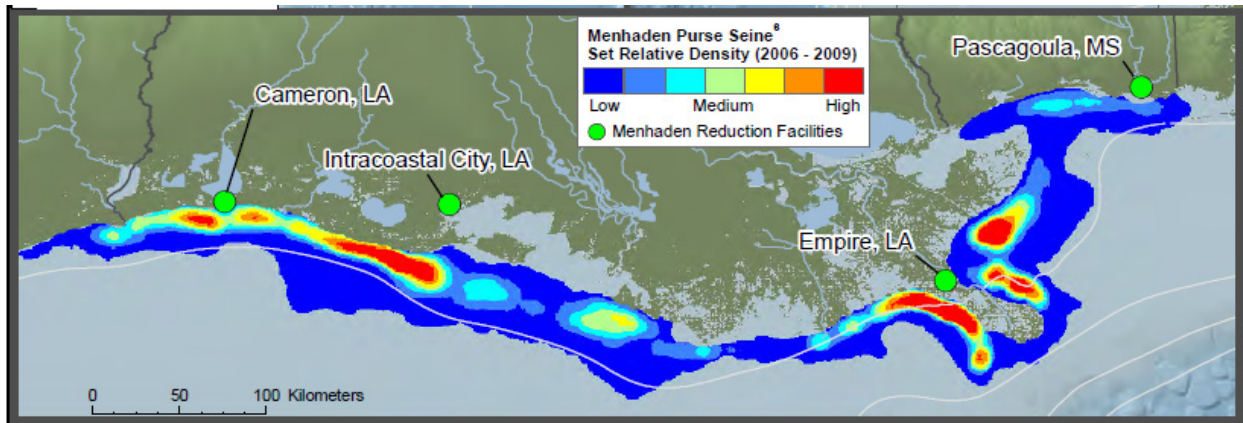 Menhaden Purse Seine⁶
Set Relative Density (2006 - 2009)
Low Medium High
Menhaden Reduction Facilities
Pascagoula, MS
Cameron, LA
Intracoastal City, LA
Empire, LA
0 50 100 Kilometers